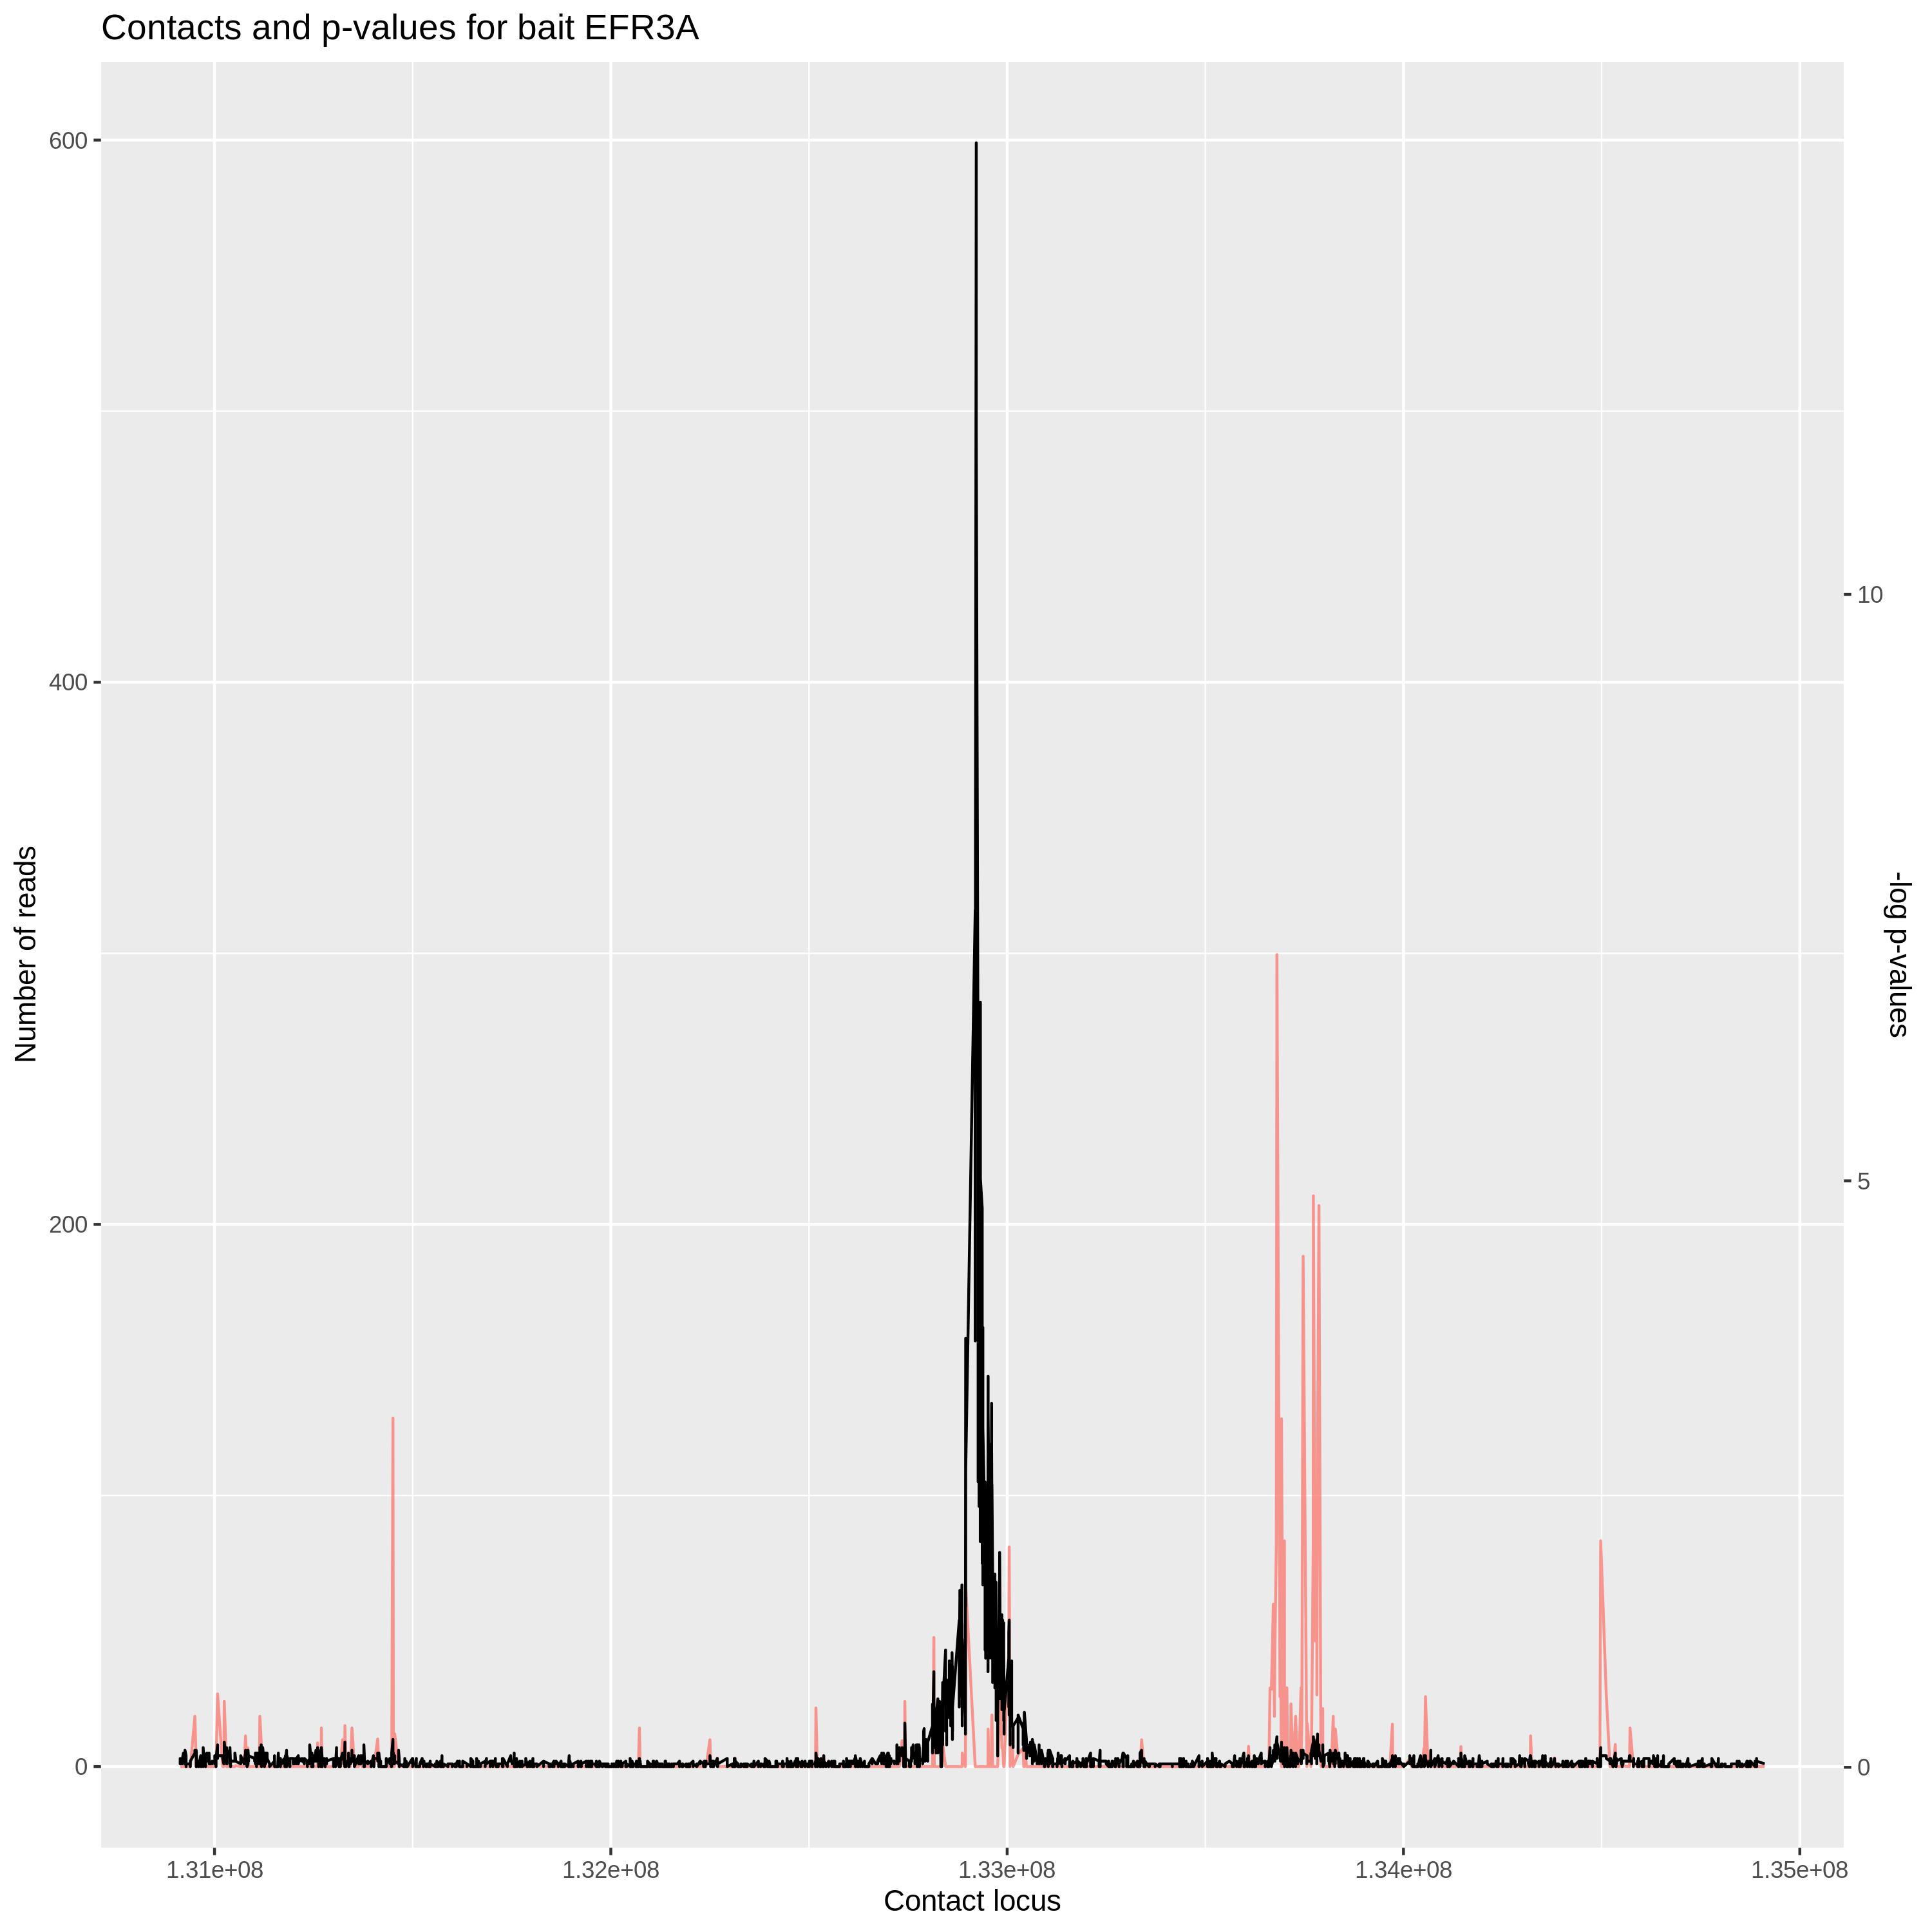 Contacts and p-values for bait EFR3A
600
400
200
0
Number of reads
10
5
0
-log p-values
1.31e+08
1.32e+08
1.33e+08
1.34e+08
1.35e+08
Contact locus